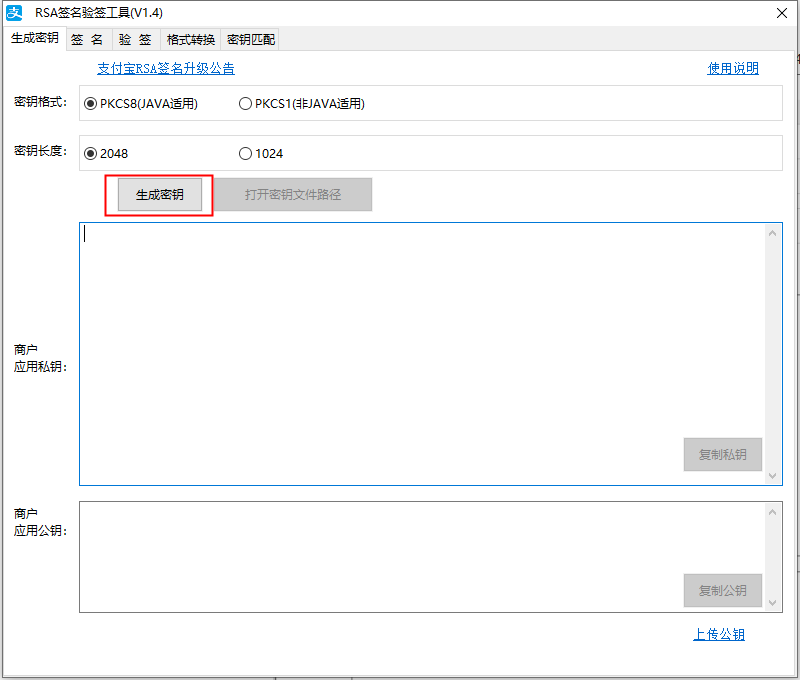 支 RSA签名验签工具(V1.4)
生成密钥 签 名 验 签 格式转换 密钥匹配
支付宝RSA签名升级公告 使用说明
密钥格式: PKCS8(JAVA适用) PKCS1(非JAVA适用)
密钥长度: 2048 1024
生成密钥 打开密钥文件路径
商户
应用私钥:
复制私钥
商户
应用公钥:
复制公钥
上传公钥